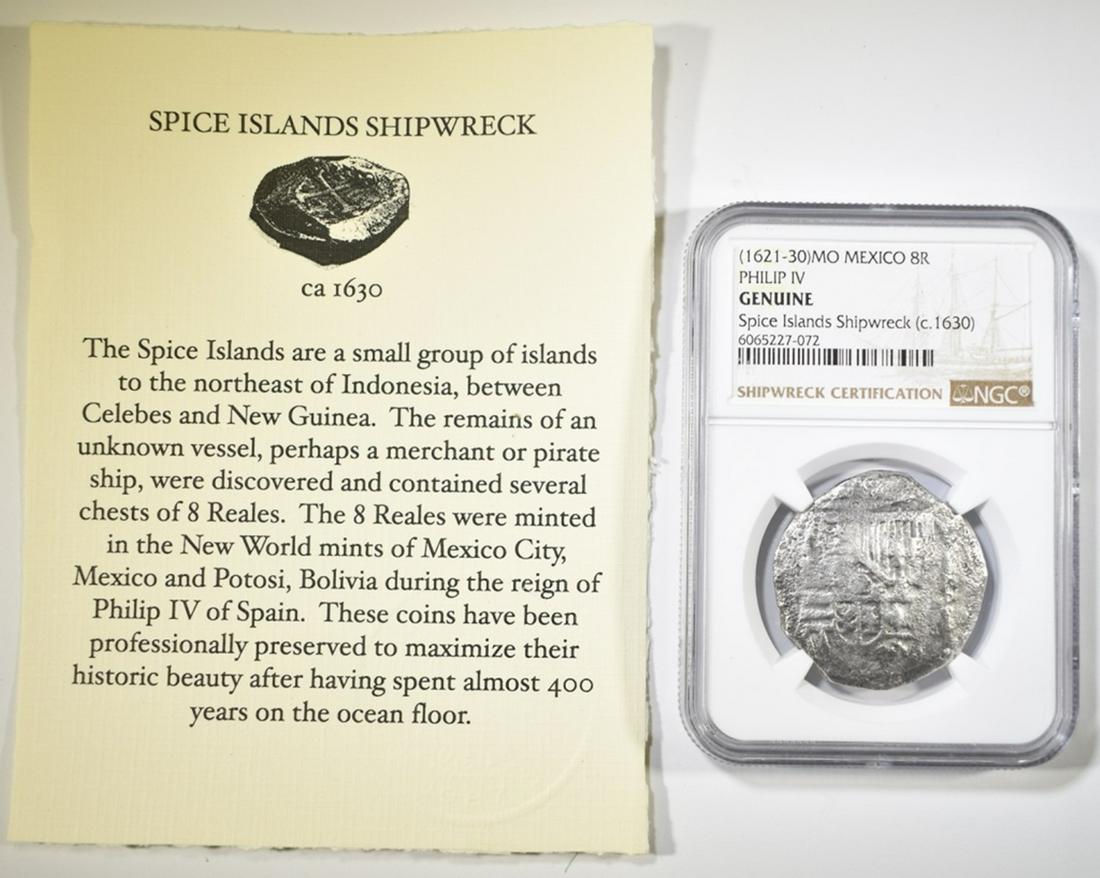 SPICE ISLANDS SHIPWRECK
ca 1630
The Spice Islands are a small group of islands
to the northeast of Indonesia, between
Celebes and New Guinea. The remains of an
unknown vessel, perhaps a merchant or pirate
ship, were discovered and contained several
chests of 8 Reales. The 8 Reales were minted
in the New World mints of Mexico City,
Mexico and Potosi, Bolivia during the reign of
Philip IV of Spain. These coins have been
professionally preserved to maximize their
historic beauty after having spent almost 400
years on the ocean floor.
(1621-30)MO MEXICO 8R
PHILIP IV
GENUINE
Spice Islands Shipwreck (c.1630)
6065227-072
SHIPWRECK CERTIFICATION NGC®